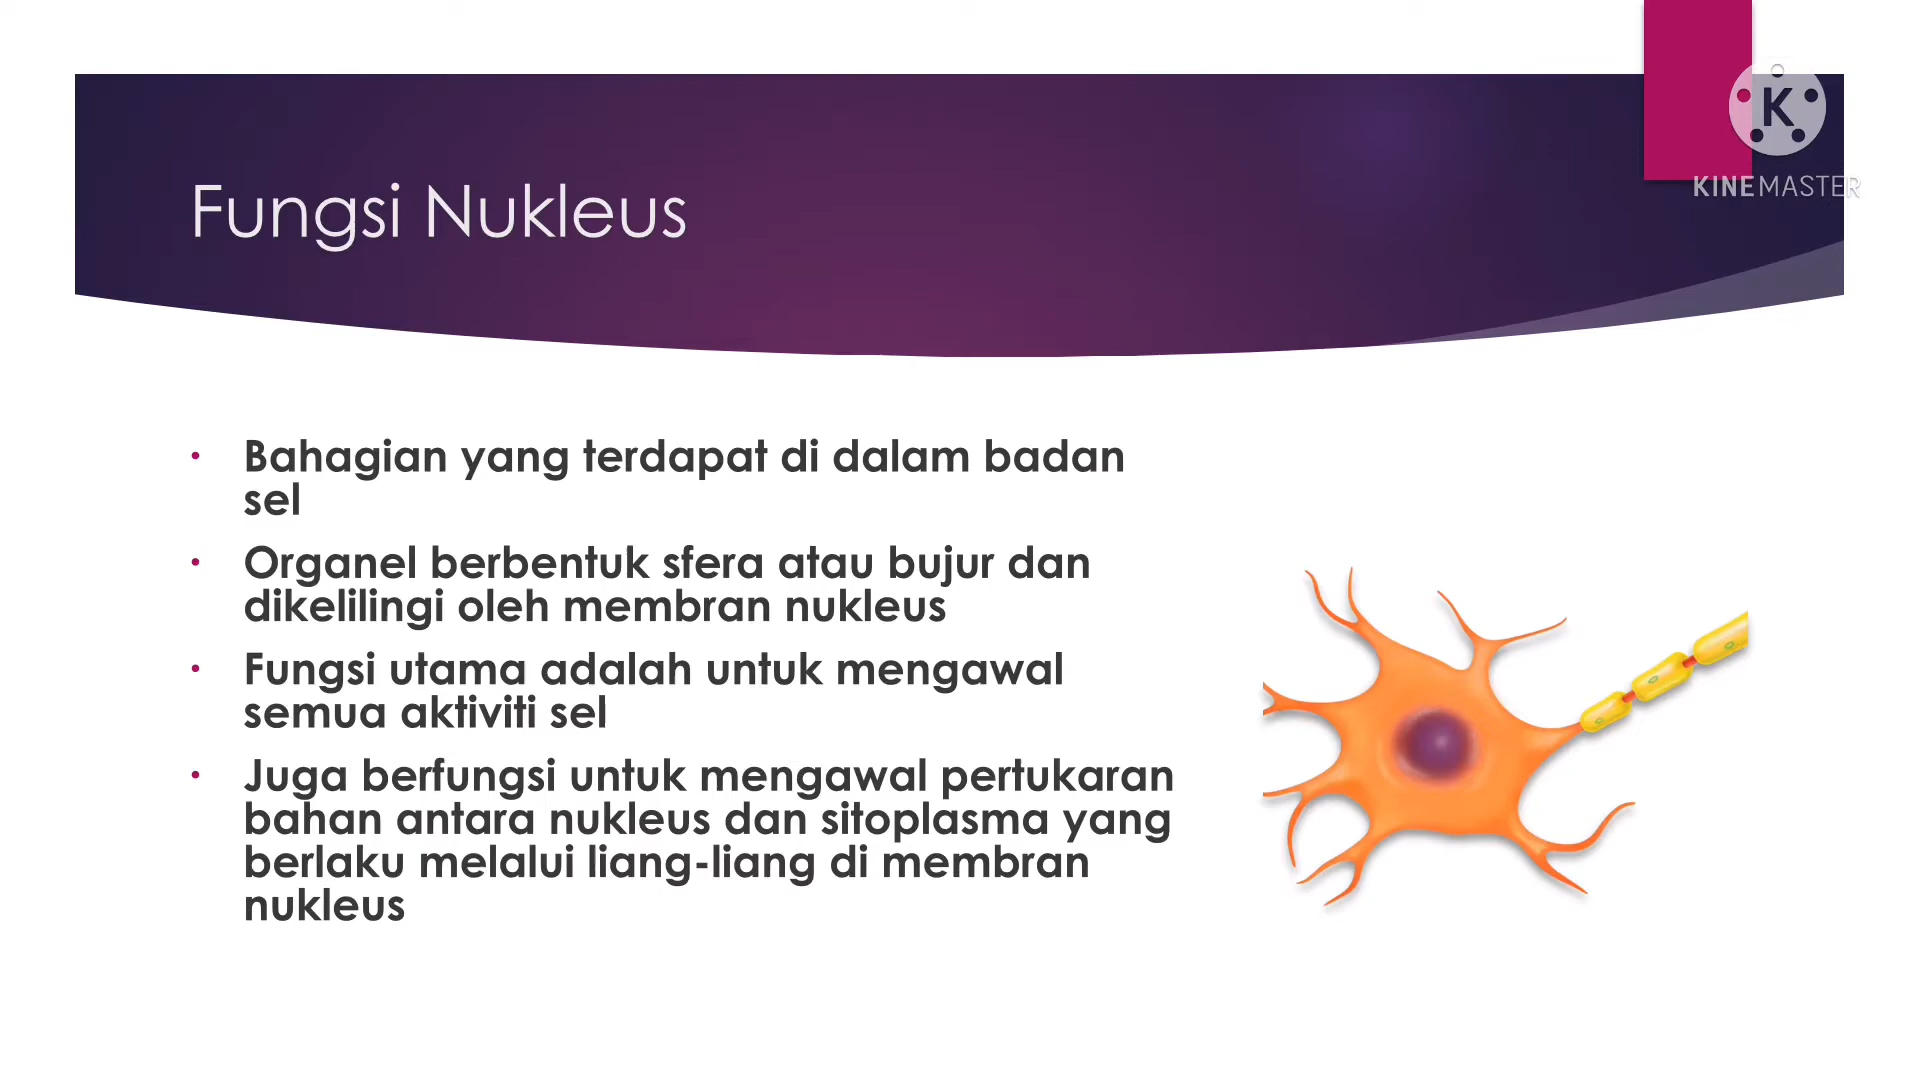 K
KINEMASTER
Fungsi Nukleus
• Bahagian yang terdapat di dalam badan
sel
• Organel berbentuk sfera atau bujur dan
dikelilingi oleh membran nukleus
• Fungsi utama adalah untuk mengawal
semua aktiviti sel
• Juga berfungsi untuk mengawal pertukaran
bahan antara nukleus dan sitoplasma yang
berlaku melalui liang-liang di membran
nukleus